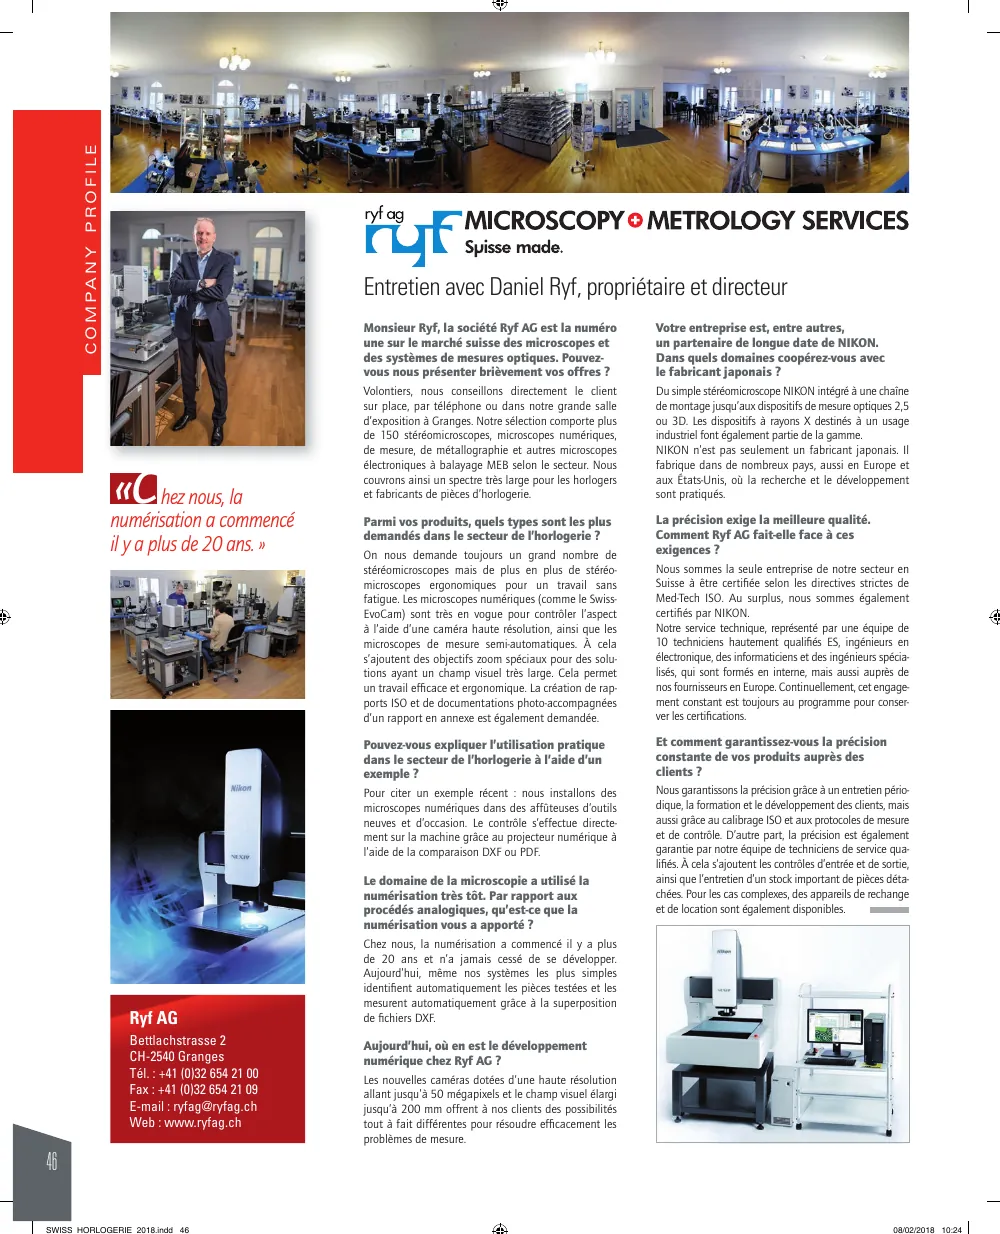 COMPANY PROFILE
ryf ag
ryf
MICROSCOPY METROLOGY SERVICES
Sµisse made.
Entretien avec Daniel Ryf, propriétaire et directeur
« Chez nous, la
numérisation a commencé
il y a plus de 20 ans. »
Nikon
NEXIV
Ryf AG
Bettlachstrasse 2
CH-2540 Granges
Tél. : +41 (0)32 654 21 00
Fax : +41 (0)32 654 21 09
E-mail : ryfag@ryfag.ch
Web : www.ryfag.ch
Monsieur Ryf, la société Ryf AG est la numéro
une sur le marché suisse des microscopes et
des systèmes de mesures optiques. Pouvez-
vous nous présenter brièvement vos offres ?
Volontiers, nous conseillons directement le client
sur place, par téléphone ou dans notre grande salle
d’exposition à Granges. Notre sélection comporte plus
de 150 stéréomicroscopes, microscopes numériques,
de mesure, de métallographie et autres microscopes
électroniques à balayage MEB selon le secteur. Nous
couvrons ainsi un spectre très large pour les horlogers
et fabricants de pièces d’horlogerie.
Parmi vos produits, quels types sont les plus
demandés dans le secteur de l’horlogerie ?
On nous demande toujours un grand nombre de
stéréomicroscopes mais de plus en plus de stéréo-
microscopes ergonomiques pour un travail sans
fatigue. Les microscopes numériques (comme le Swiss-
EvoCam) sont très en vogue pour contrôler l’aspect
à l’aide d’une caméra haute résolution, ainsi que les
microscopes de mesure semi-automatiques. À cela
s’ajoutent des objectifs zoom spéciaux pour des solu-
tions ayant un champ visuel très large. Cela permet
un travail efficace et ergonomique. La création de rap-
ports ISO et de documentations photo-accompagnées
d’un rapport en annexe est également demandée.
Pouvez-vous expliquer l’utilisation pratique
dans le secteur de l’horlogerie à l’aide d’un
exemple ?
Pour citer un exemple récent : nous installons des
microscopes numériques dans des affûteuses d’outils
neuves et d’occasion. Le contrôle s’effectue directe-
ment sur la machine grâce au projecteur numérique à
l’aide de la comparaison DXF ou PDF.
Le domaine de la microscopie a utilisé la
numérisation très tôt. Par rapport aux
procédés analogiques, qu’est-ce que la
numérisation vous a apporté ?
Chez nous, la numérisation a commencé il y a plus
de 20 ans et n’a jamais cessé de se développer.
Aujourd’hui, même nos systèmes les plus simples
identifient automatiquement les pièces testées et les
mesurent automatiquement grâce à la superposition
de fichiers DXF.
Aujourd’hui, où en est le développement
numérique chez Ryf AG ?
Les nouvelles caméras dotées d’une haute résolution
allant jusqu’à 50 mégapixels et le champ visuel élargi
jusqu’à 200 mm offrent à nos clients des possibilités
tout à fait différentes pour résoudre efficacement les
problèmes de mesure.
Votre entreprise est, entre autres,
un partenaire de longue date de NIKON.
Dans quels domaines coopérez-vous avec
le fabricant japonais ?
Du simple stéréomicroscope NIKON intégré à une chaîne
de montage jusqu’aux dispositifs de mesure optiques 2,5
ou 3D. Les dispositifs à rayons X destinés à un usage
industriel font également partie de la gamme.
NIKON n’est pas seulement un fabricant japonais. Il
fabrique dans de nombreux pays, aussi en Europe et
aux États-Unis, où la recherche et le développement
sont pratiqués.
La précision exige la meilleure qualité.
Comment Ryf AG fait-elle face à ces
exigences ?
Nous sommes la seule entreprise de notre secteur en
Suisse à être certifiée selon les directives strictes de
Med-Tech ISO. Au surplus, nous sommes également
certifiés par NIKON.
Notre service technique, représenté par une équipe de
10 techniciens hautement qualifiés ES, ingénieurs en
électronique, des informaticiens et des ingénieurs spécia-
lisés, qui sont formés en interne, mais aussi auprès de
nos fournisseurs en Europe. Continuellement, cet engage-
ment constant est toujours au programme pour conser-
ver les certifications.
Et comment garantissez-vous la précision
constante de vos produits auprès des
clients ?
Nous garantissons la précision grâce à un entretien pério-
dique, la formation et le développement des clients, mais
aussi grâce au calibrage ISO et aux protocoles de mesure
et de contrôle. D’autre part, la précision est également
garantie par notre équipe de techniciens de service qua-
lifiés. À cela s’ajoutent les contrôles d’entrée et de sortie,
ainsi que l’entretien d’un stock important de pièces déta-
chées. Pour les cas complexes, des appareils de rechange
et de location sont également disponibles.
Nikon
46
SWISS_HORLOGERIE_2018.indd 46
08/02/2018 10:24